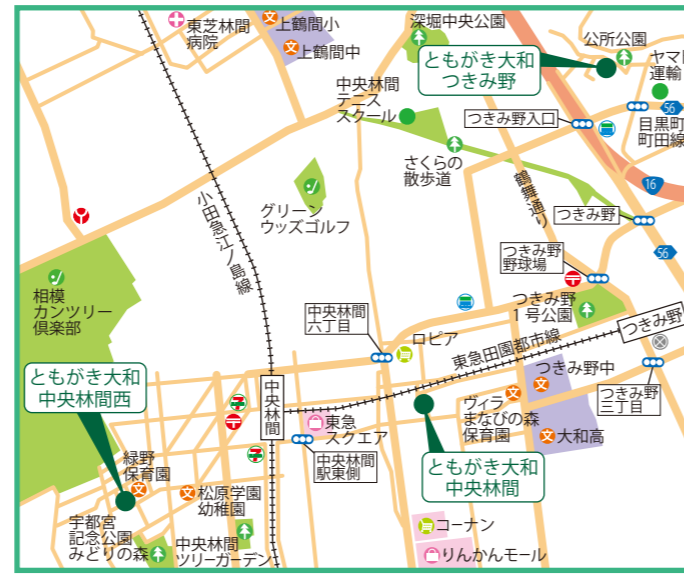 東芝林間
病院
上鶴間小
上鶴間中
深堀中央公園
ともがき大和
つきみ野
公所公園
ヤマト
運輸
中央林間
テニス
スクール
つきみ野入口
56
目黒町
町田線
さくらの
散歩道
鶴舞通り
16
小田急江ノ島線
グリーン
ウッズゴルフ
つきみ野
つきみ野
野球場
56
相模
カンツリー
倶楽部
中央林間
六丁目
ロピア
つきみ野
1号公園
東急田園都市線
つきみ野
ともがき大和
中央林間西
中央林間
東急
スクエア
ヴィラ
まなびの森
保育園
つきみ野中
つきみ野
三丁目
大和高
中央林間
駅東側
ともがき大和
中央林間
緑野
保育園
松原学園
幼稚園
宇都宮
記念公園
みどりの森
中央林間
ツリーガーデン
コーナン
りんかんモール